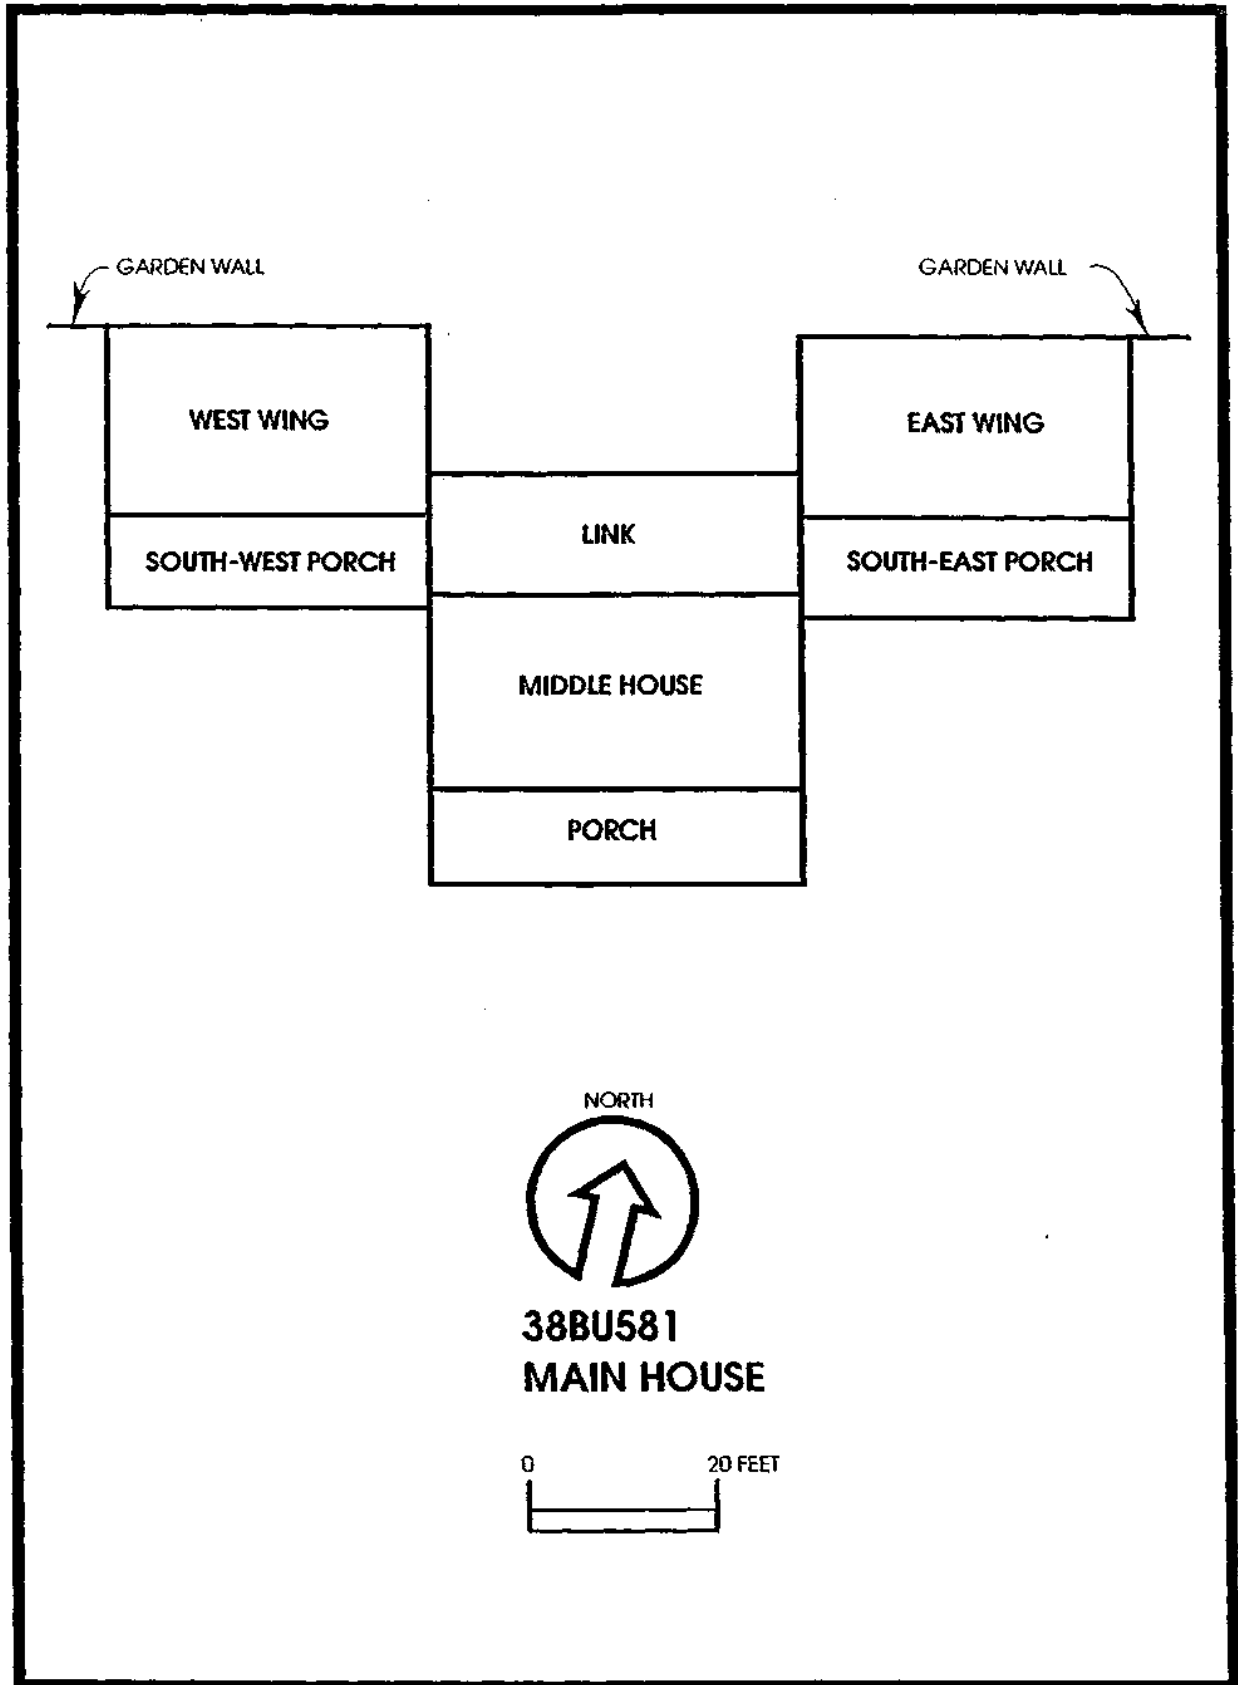 GARDEN WALL
GARDEN WALL
WEST WING
EAST WING
LINK
SOUTH-WEST PORCH
SOUTH-EAST PORCH
MIDDLE HOUSE
PORCH
NORTH
38BU581
MAIN HOUSE
0
20 FEET